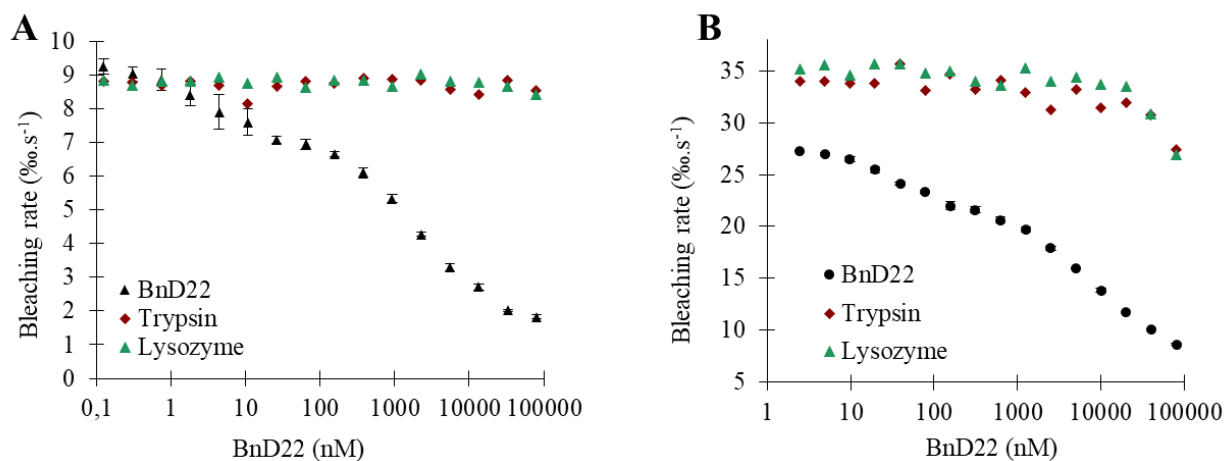 A
Bleaching rate (‰.s⁻¹)
10
9
8
7
6
5
4
3
2
1
0
BnD22
Trypsin
Lysozyme
0,1 1 10 100 1000 10000 100000
BnD22 (nM)
B
Bleaching rate (‰.s⁻¹)
35
30
25
20
15
10
5
BnD22
Trypsin
Lysozyme
1 10 100 1000 10000 100000
BnD22 (nM)